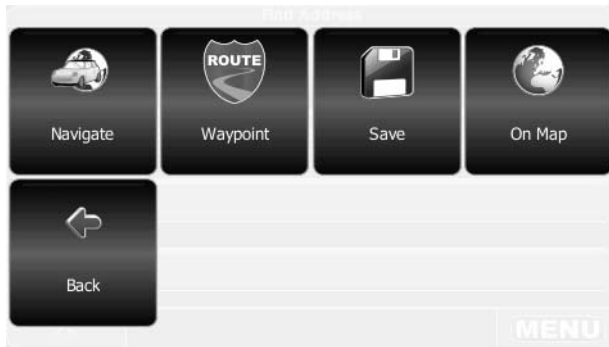 Find Address
ROUTE
Navigate Waypoint Save On Map
Back
MENU